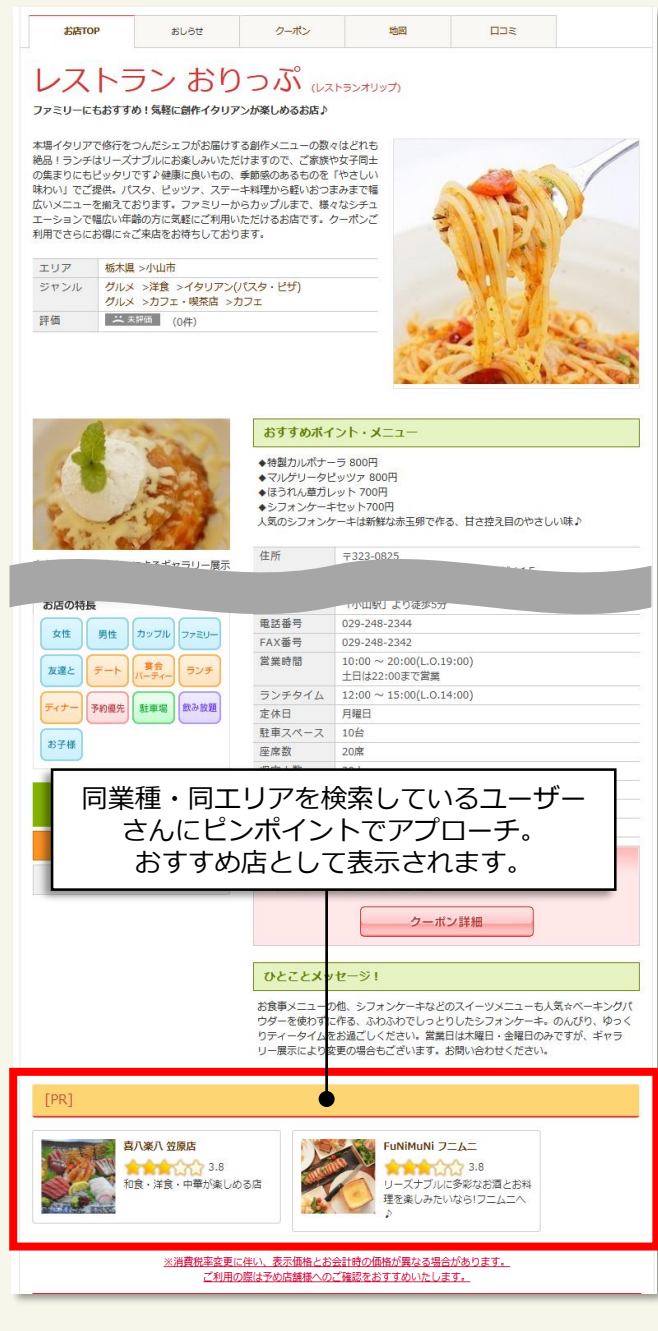 お店TOP
おしらせ
クーポン
地図
口コミ
レストラン おりっぷ (レストランオリップ)
ファミリーにもおすすめ！気軽に創作イタリアンが楽しめるお店♪
本場イタリアで修行をつんだシェフがお届けする創作メニューの数々はどれも
絶品！ランチはリーズナブルにお楽しみいただけますので、ご家族や女子同士
の集まりにもピッタリです♪健康に良いもの、季節感のあるものを『やさしい
味わい』でご提供。パスタ、ピッツァ、ステーキ料理から軽いおつまみまで幅
広いメニューを揃えております。ファミリーからカップルまで、様々なシチュ
エーションで幅広い年齢の方に気軽にご利用いただけるお店です。クーポンご
利用でさらにお得に☆ご来店をお待ちしております。
エリア 栃木県 >小山市
ジャンル グルメ >洋食 >イタリアン(パスタ・ピザ)
グルメ >カフェ・喫茶店 >カフェ
評価 未評価 (0件)
おすすめポイント・メニュー
◆特製カルボナーラ 800円
◆マルゲリータピッツァ 800円
◆ほうれん草ガレット 700円
◆シフォンケーキセット700円
人気のシフォンケーキは新鮮な赤玉卵で作る、甘さ控え目のやさしい味♪
住所 〒323-0825
よるギャラリー展示
「小山駅」より徒歩5分
お店の特長
女性 男性 カップル ファミリー
友達と デート 宴会パーティー ランチ
ディナー 予約優先 駐車場 飲み放題
お子様
電話番号 029-248-2344
FAX番号 029-248-2342
営業時間 10:00 ～ 20:00(L.O.19:00)
土日は22:00まで営業
ランチタイム 12:00 ～ 15:00(L.O.14:00)
定休日 月曜日
駐車スペース 10台
座席数 20席
同業種・同エリアを検索しているユーザー
さんにピンポイントでアプローチ。
おすすめ店として表示されます。
クーポン詳細
ひとことメッセージ！
お食事メニューの他、シフォンケーキなどのスイーツメニューも人気☆ベーキングパ
ウダーを使わずに作る、ふわふわでしっとりしたシフォンケーキ。のんびり、ゆっく
りティータイムをお過ごしください。営業日は木曜日・金曜日のみですが、ギャラ
リー展示により変更の場合もございます。お問い合わせください。
[PR]
喜八楽八 笠原店
3.8
和食・洋食・中華が楽しめる店
FuNiMuNi フニムニ
3.8
リーズナブルに多彩なお酒とお料
理を楽しみたいなら!フニムニへ
♪
※消費税率変更に伴い、表示価格とお会計時の価格が異なる場合があります。
ご利用の際は予め店舗様へのご確認をおすすめいたします。